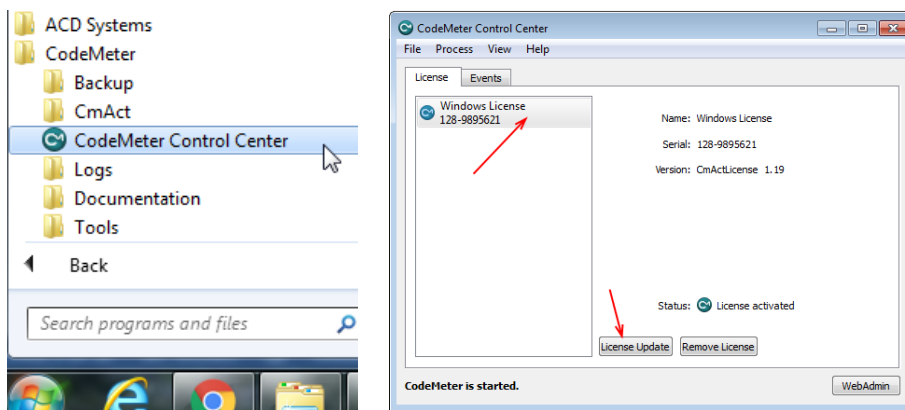 ACD Systems
CodeMeter
Backup
CmAct
CodeMeter Control Center
Logs
Documentation
Tools
Back
Search programs and files
CodeMeter Control Center
File Process View Help
License Events
Windows License
128-9895621
Name: Windows License
Serial: 128-9895621
Version: CmActLicense 1.19
Status: License activated
License Update Remove License
CodeMeter is started. WebAdmin